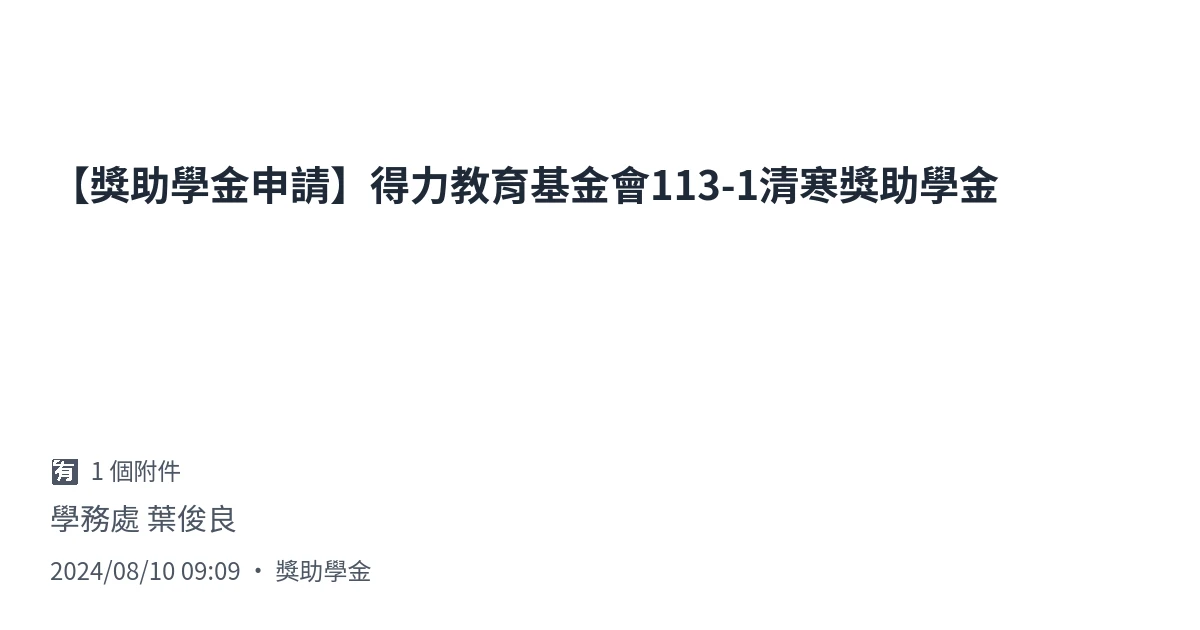 【獎助學金申請】得力教育基金會113-1清寒獎助學金
🈶 1 個附件
學務處 葉俊良
2024/08/10 09:09 • 獎助學金